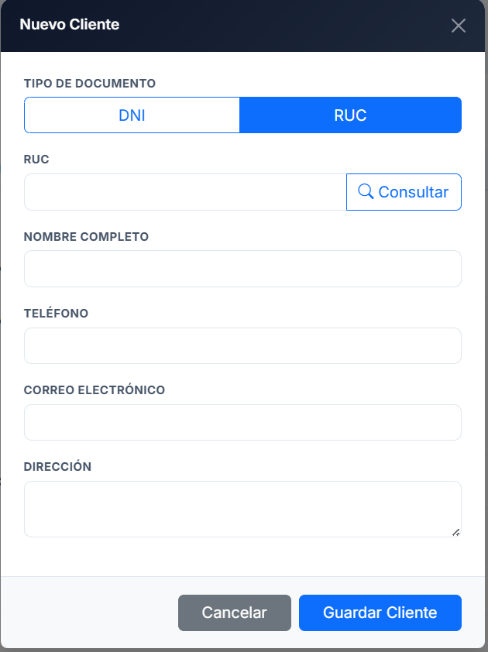 Nuevo Cliente
TIPO DE DOCUMENTO
DNI RUC
RUC
Consultar
NOMBRE COMPLETO
TELÉFONO
CORREO ELECTRÓNICO
DIRECCIÓN
Cancelar Guardar Cliente